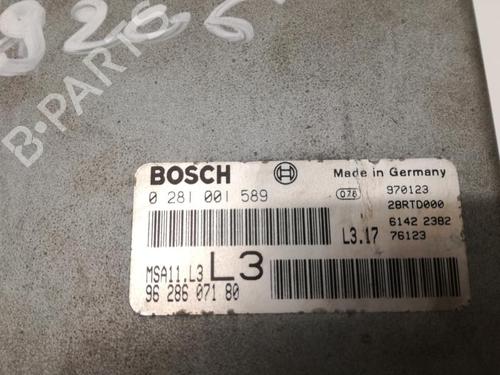 B-PARTS
BOSCH
Made in Germany
0 281 001 589
076
970123
28RTD000
6142 2382
L3.17
76123
MSA11.L3
L3
96 286 071 80